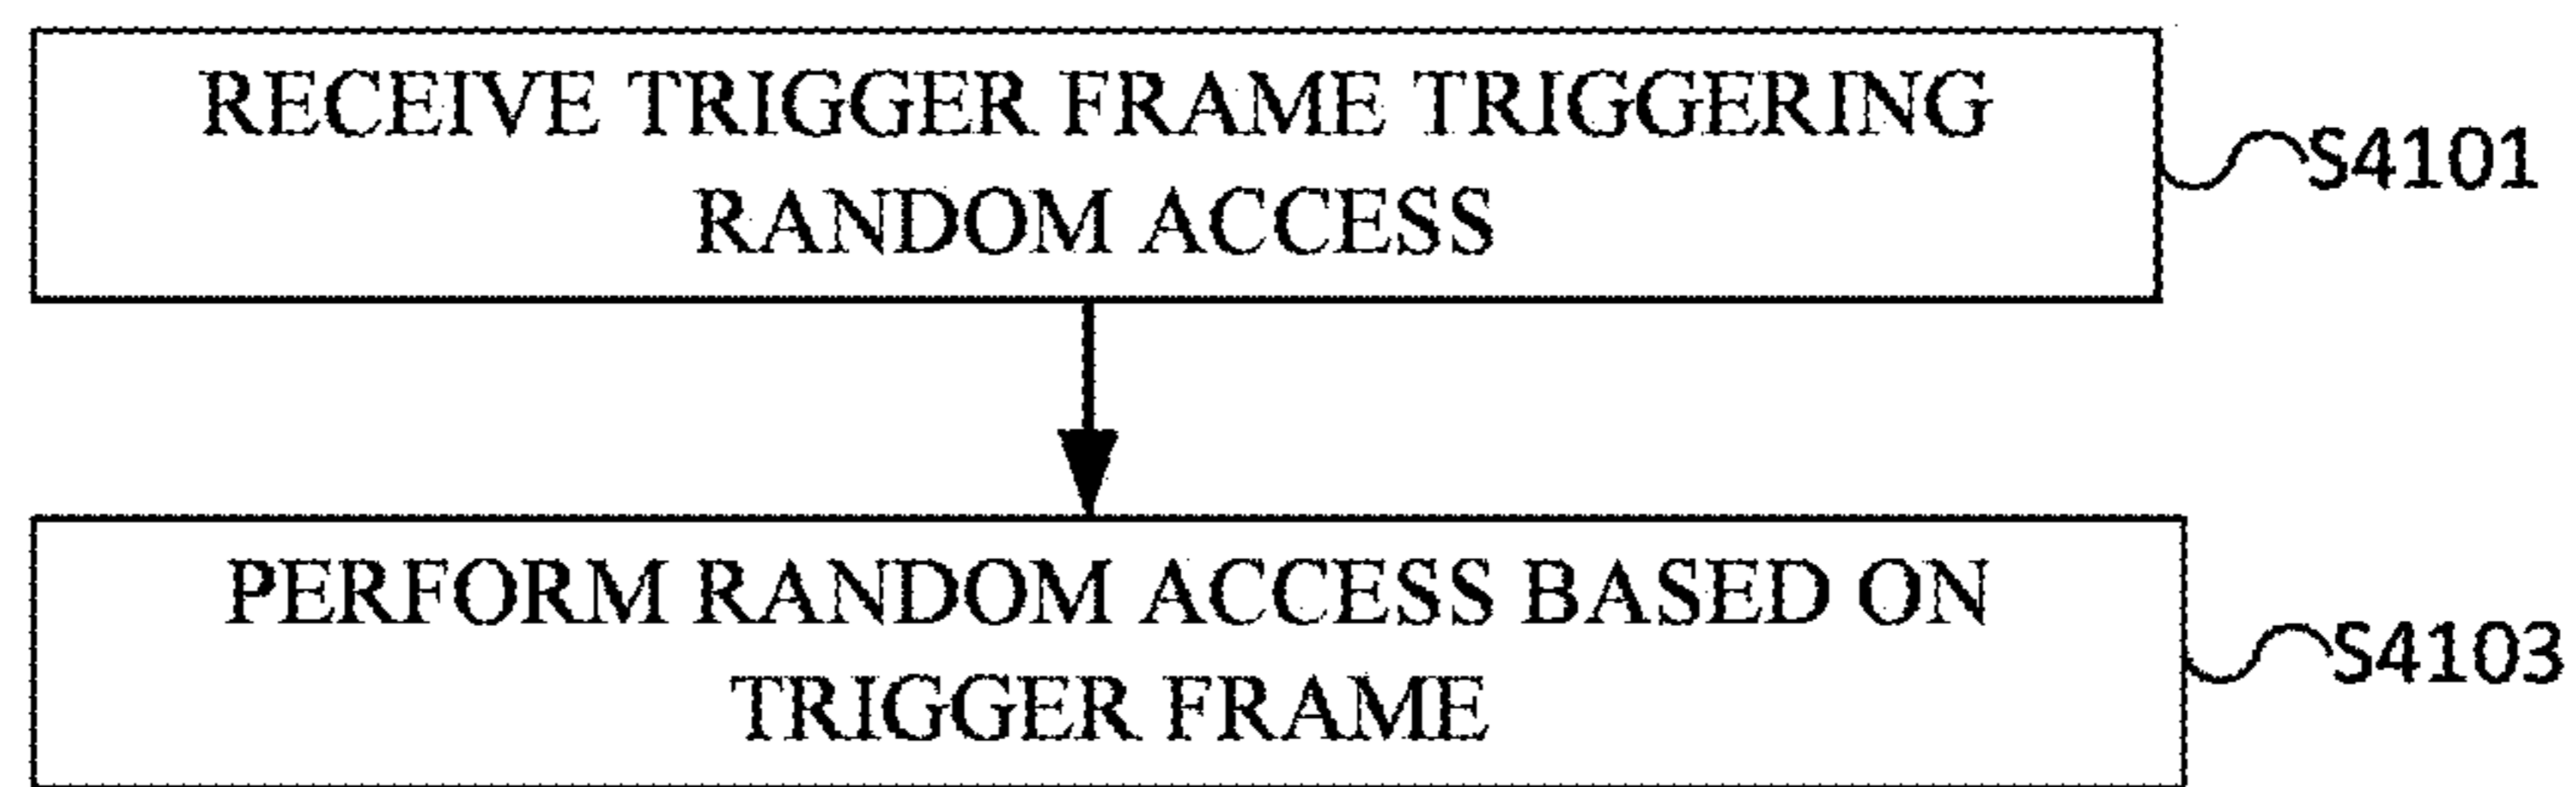 RECEIVE TRIGGER FRAME TRIGGERING
RANDOM ACCESS
S4101
PERFORM RANDOM ACCESS BASED ON
TRIGGER FRAME
S4103